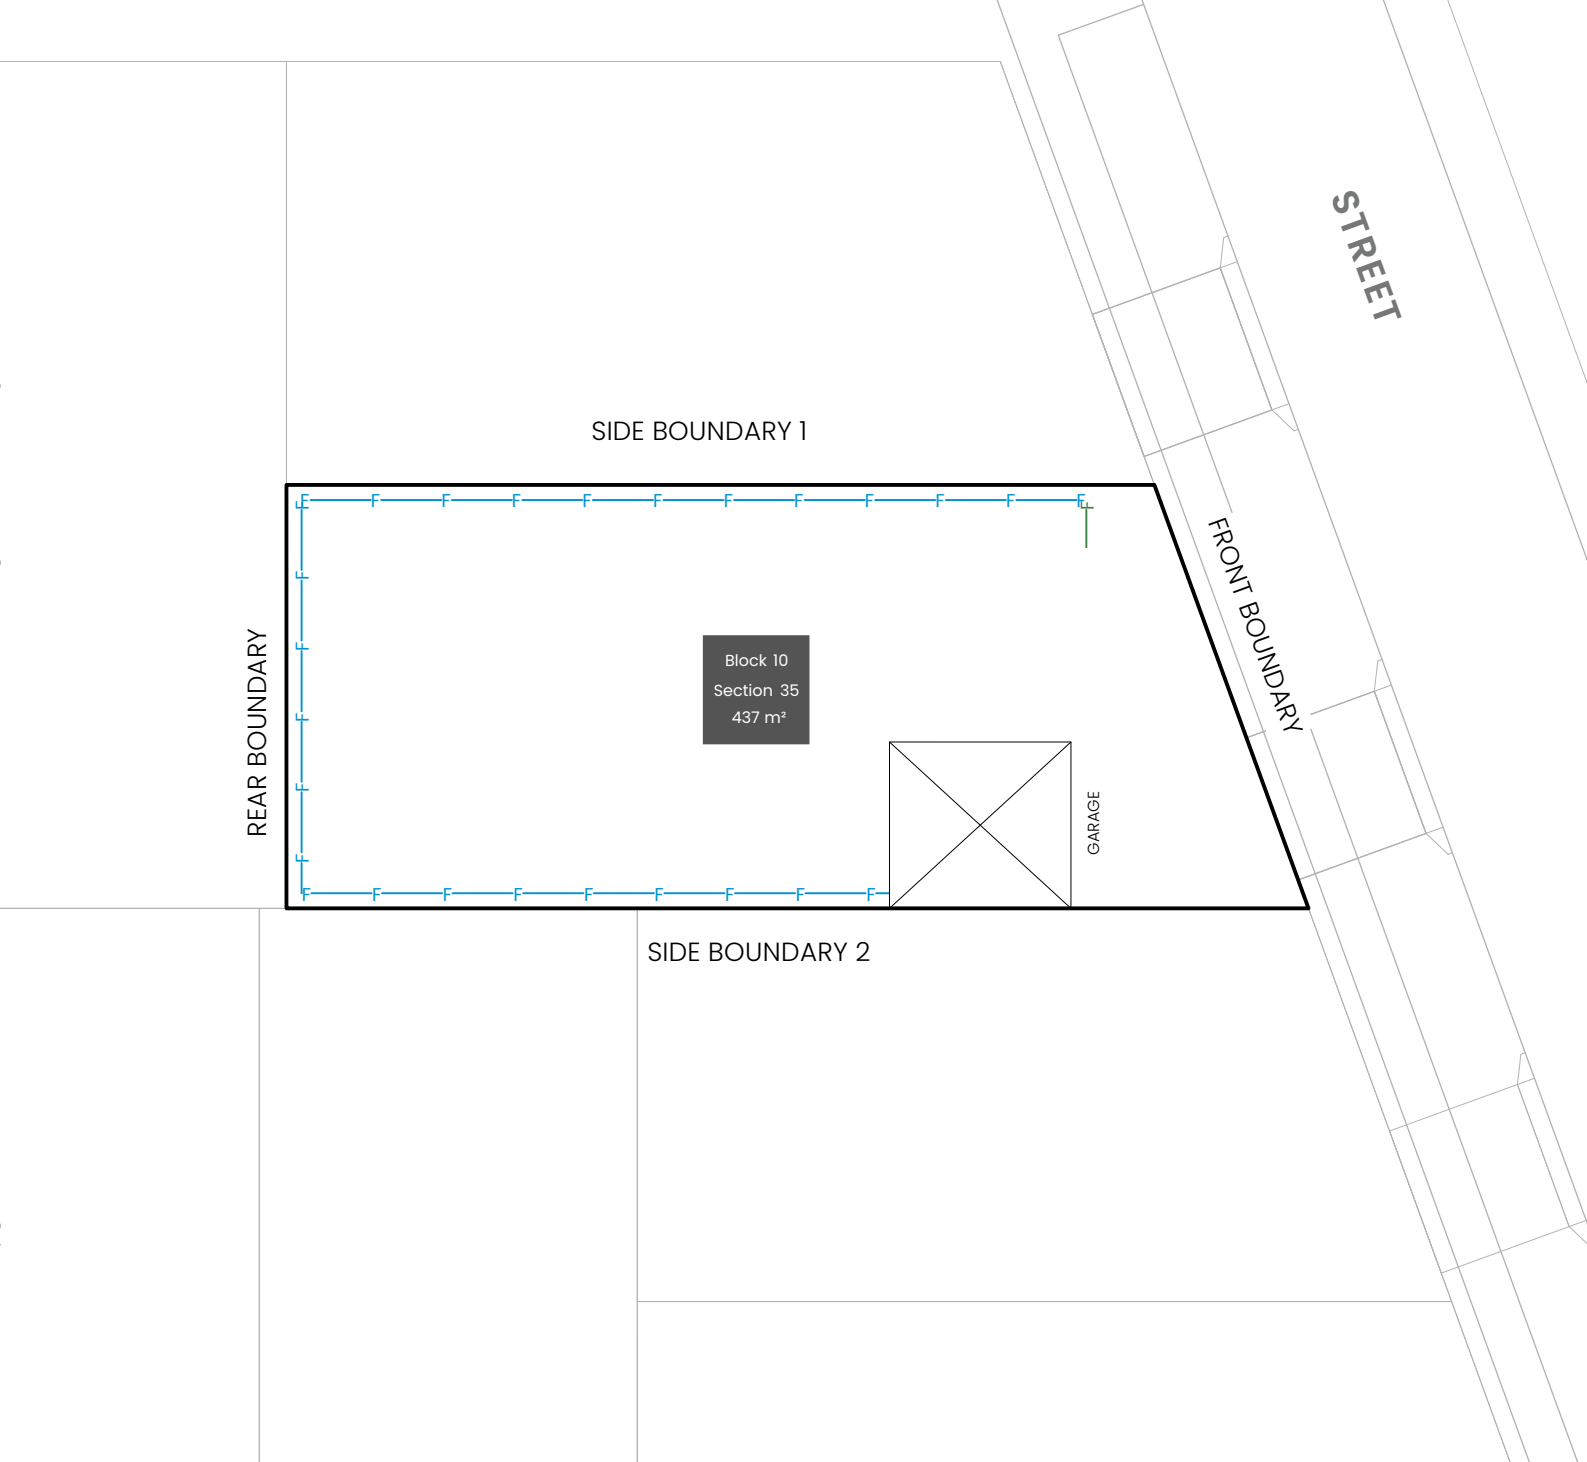 STREET
SIDE BOUNDARY 1
F F F F F F F F F F F F
F
F
F
F
F
F
F
FRONT BOUNDARY
REAR BOUNDARY
Block 10
Section 35
437 m²
GARAGE
F F F F F F F F F
SIDE BOUNDARY 2